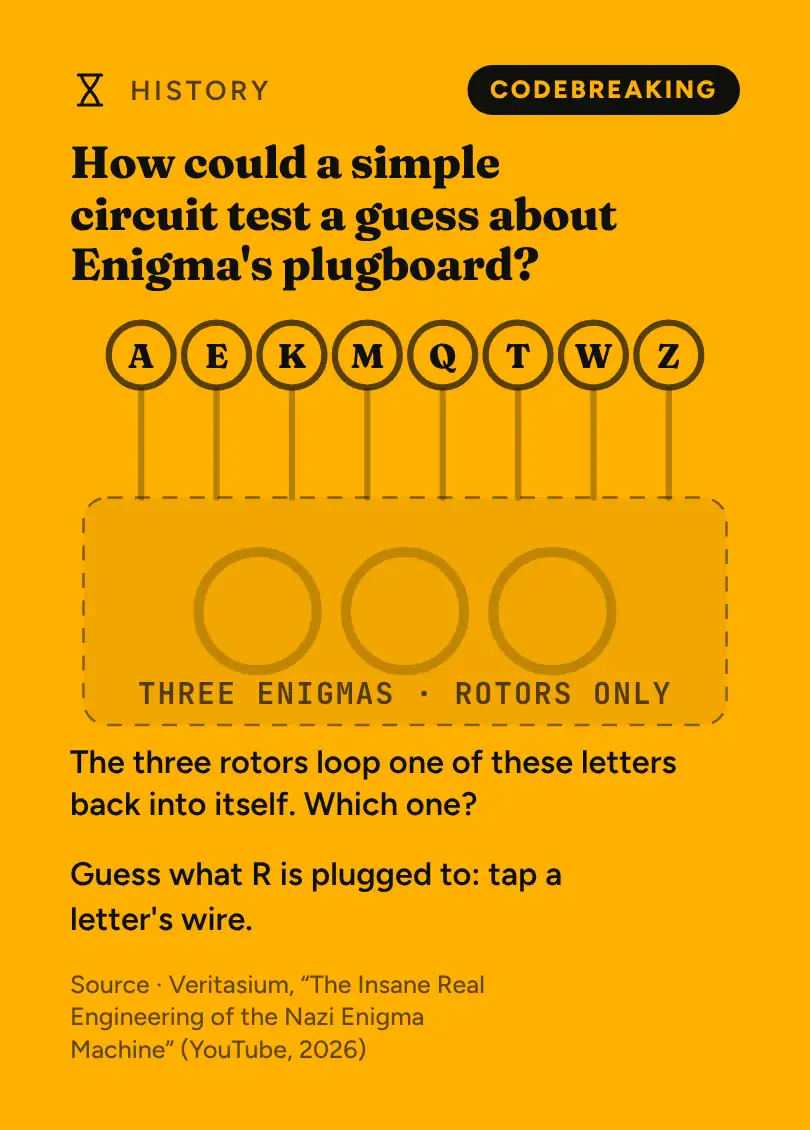 HISTORY
CODEBREAKING
How could a simple
circuit test a guess about
Enigma's plugboard?
A E K M Q T W Z
THREE ENIGMAS · ROTORS ONLY
The three rotors loop one of these letters
back into itself. Which one?
Guess what R is plugged to: tap a
letter's wire.
Source · Veritasium, “The Insane Real
Engineering of the Nazi Enigma
Machine” (YouTube, 2026)